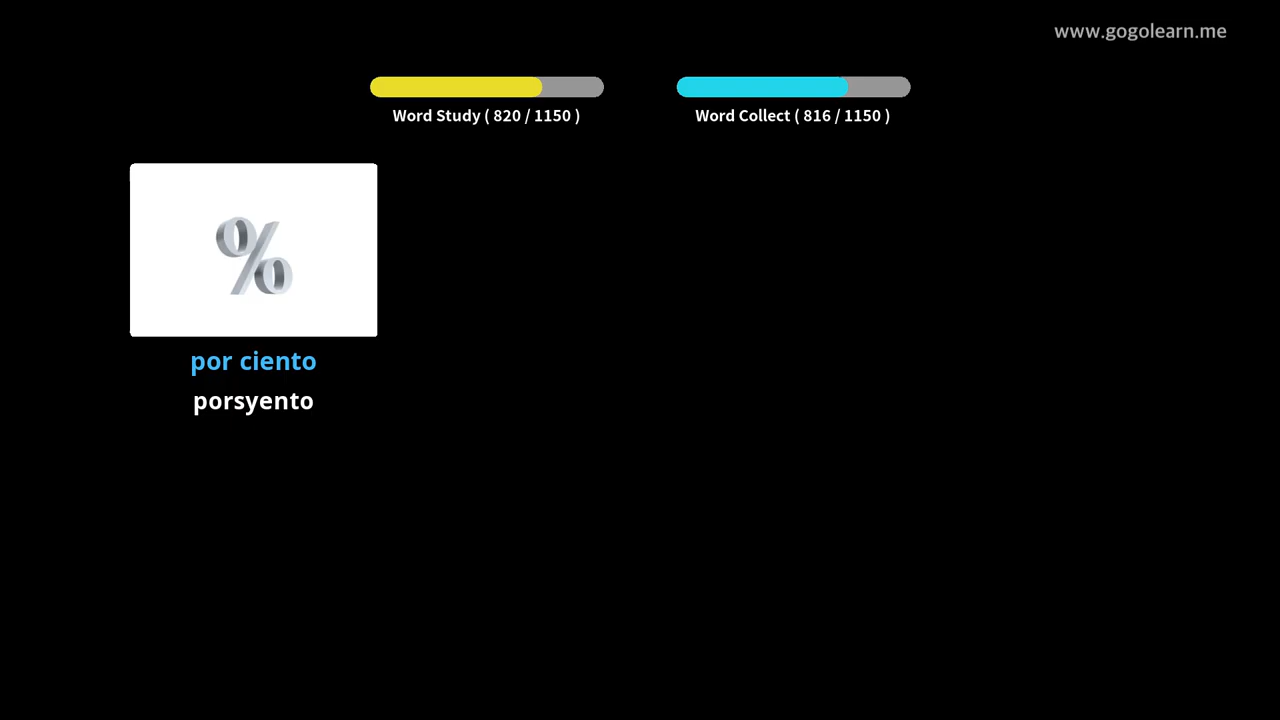 www.gogolearn.me
Word Study ( 820 / 1150 )
Word Collect ( 816 / 1150 )
%
por ciento
porsyento